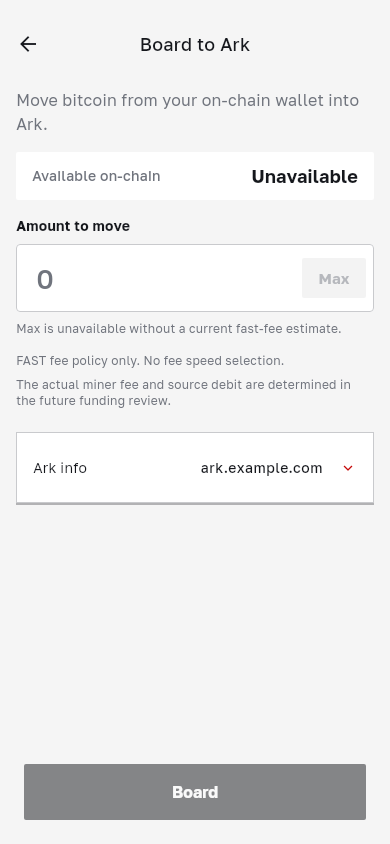 Board to Ark
Move bitcoin from your on-chain wallet into
Ark.
Available on-chain
Unavailable
Amount to move
0
Max
Max is unavailable without a current fast-fee estimate.
FAST fee policy only. No fee speed selection.
The actual miner fee and source debit are determined in
the future funding review.
Ark info
ark.example.com
Board